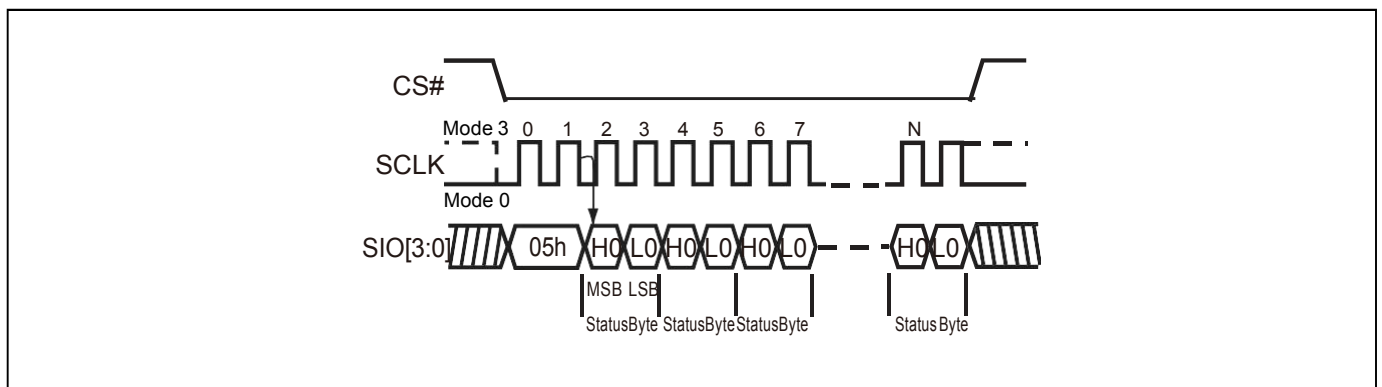 CS#
Mode 3 0 1 2 3 4 5 6 7 N
SCLK
Mode 0
SIO[3:0] 05h H0 L0 H0 L0 H0 L0 H0 L0
MSB LSB
StatusByte StatusByte StatusByte Status Byte